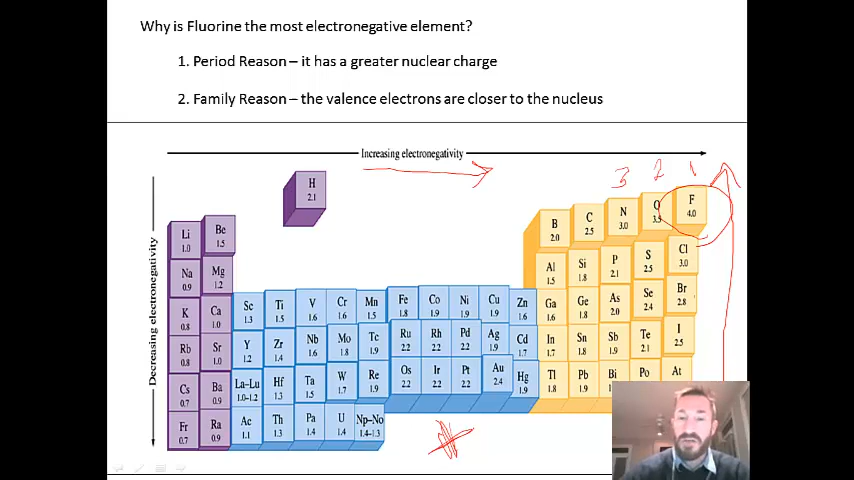 Why is Fluorine the most electronegative element?
1. Period Reason – it has a greater nuclear charge
2. Family Reason – the valence electrons are closer to the nucleus
Increasing electronegativity
Decreasing electronegativity
3 2 1
H
2.1
F
4.0
O
3.5
N
3.0
C
2.5
B
2.0
Li
1.0
Be
1.5
Na
0.9
Mg
1.2
Al
1.5
Si
1.8
P
2.1
S
2.5
Cl
3.0
K
0.8
Ca
1.0
Sc
1.3
Ti
1.5
V
1.6
Cr
1.6
Mn
1.5
Fe
1.8
Co
1.9
Ni
1.9
Cu
1.9
Zn
1.6
Ga
1.6
Ge
1.8
As
2.0
Se
2.4
Br
2.8
Rb
0.8
Sr
1.0
Y
1.2
Zr
1.4
Nb
1.6
Mo
1.8
Tc
1.9
Ru
2.2
Rh
2.2
Pd
2.2
Ag
1.9
Cd
1.7
In
1.7
Sn
1.8
Sb
1.9
Te
2.1
I
2.5
Cs
0.7
Ba
0.9
La–Lu
1.0–1.2
Hf
1.3
Ta
1.5
W
1.7
Re
1.9
Os
2.2
Ir
2.2
Pt
2.2
Au
2.4
Hg
1.9
Tl
1.8
Pb
1.9
Bi
Po
At
Fr
0.7
Ra
0.9
Ac
1.1
Th
1.3
Pa
1.4
U
1.4
Np–No
1.4–1.3